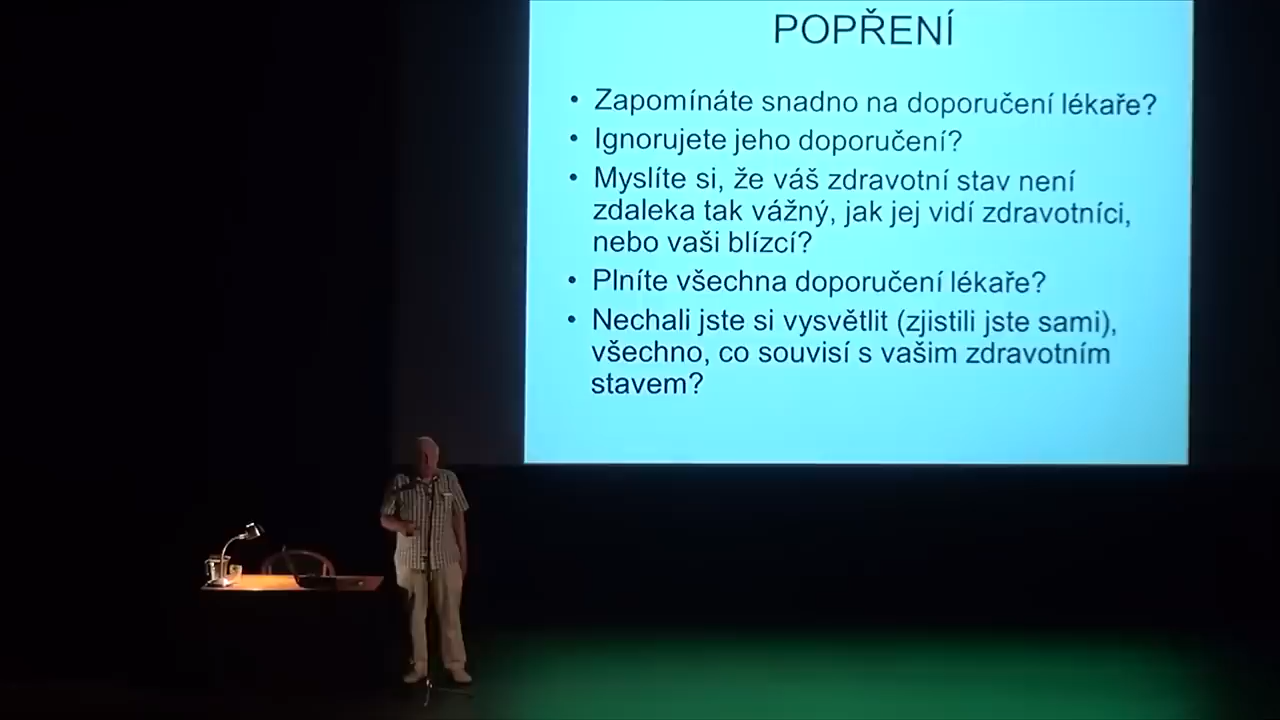 POPŘENÍ
• Zapomínáte snadno na doporučení lékaře?
• Ignorujete jeho doporučení?
• Myslíte si, že váš zdravotní stav není
zdaleka tak vážný, jak jej vidí zdravotníci,
nebo vaši blízcí?
• Plníte všechna doporučení lékaře?
• Nechali jste si vysvětlit (zjistili jste sami),
všechno, co souvisí s vašim zdravotním
stavem?